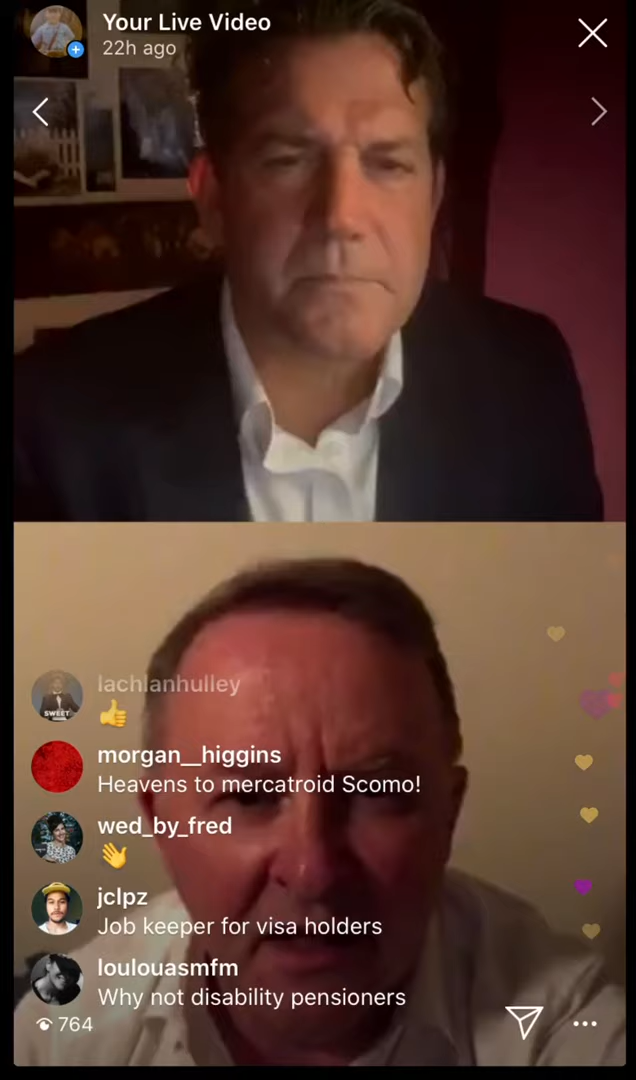 Your Live Video
22h ago
lachlanhulley
👍
SWEET
morgan__higgins
Heavens to mercatroid Scomo!
wed_by_fred
👋
jclpz
Job keeper for visa holders
loulouasmfm
Why not disability pensioners
764